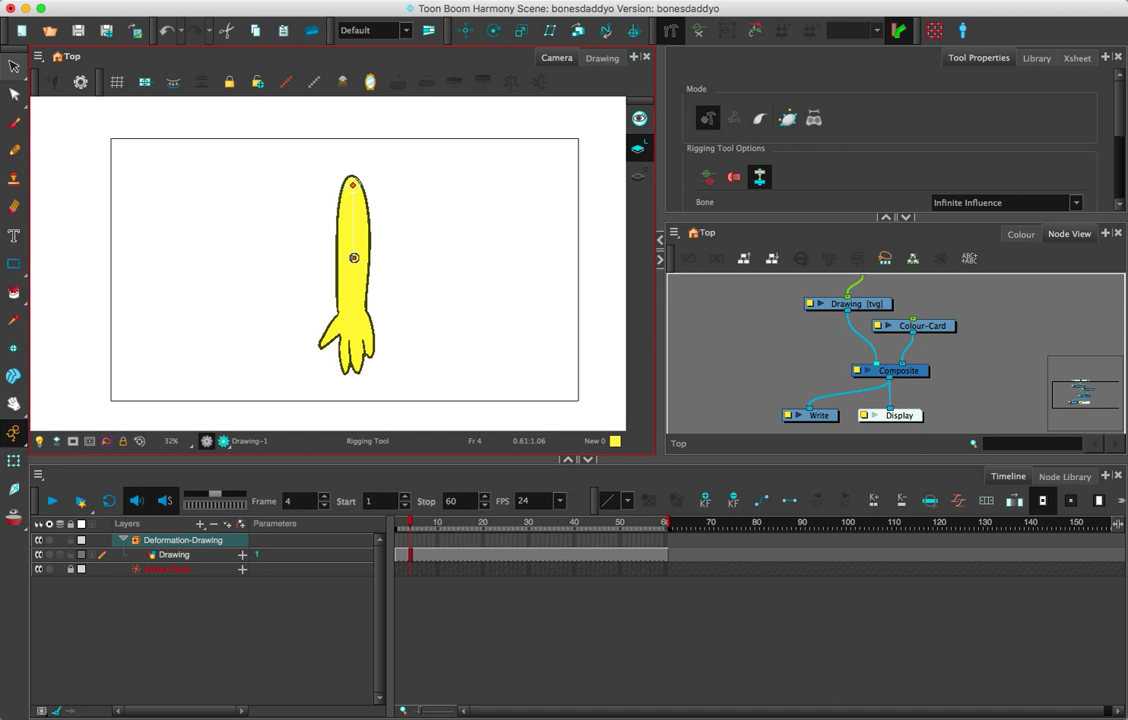 Toon Boom Harmony Scene: bonesdaddyo Version: bonesdaddyo
Default
Top
Camera
Drawing
Tool Properties
Library
Xsheet
Mode
Rigging Tool Options
Bone
Infinite Influence
Top
Colour
Node View
ABC+
+ABC
Drawing [tvg]
Colour-Card
Composite
Write
Display
32%
Drawing-1
Rigging Tool
Fr 4
0.61:1.06
New 0
Top
Timeline
Node Library
Frame
4
Start
1
Stop
60
FPS
24
KF
KF
K+
K-
Layers
Parameters
10
20
30
40
50
60
70
80
90
100
110
120
130
140
150
Deformation-Drawing
Drawing
1